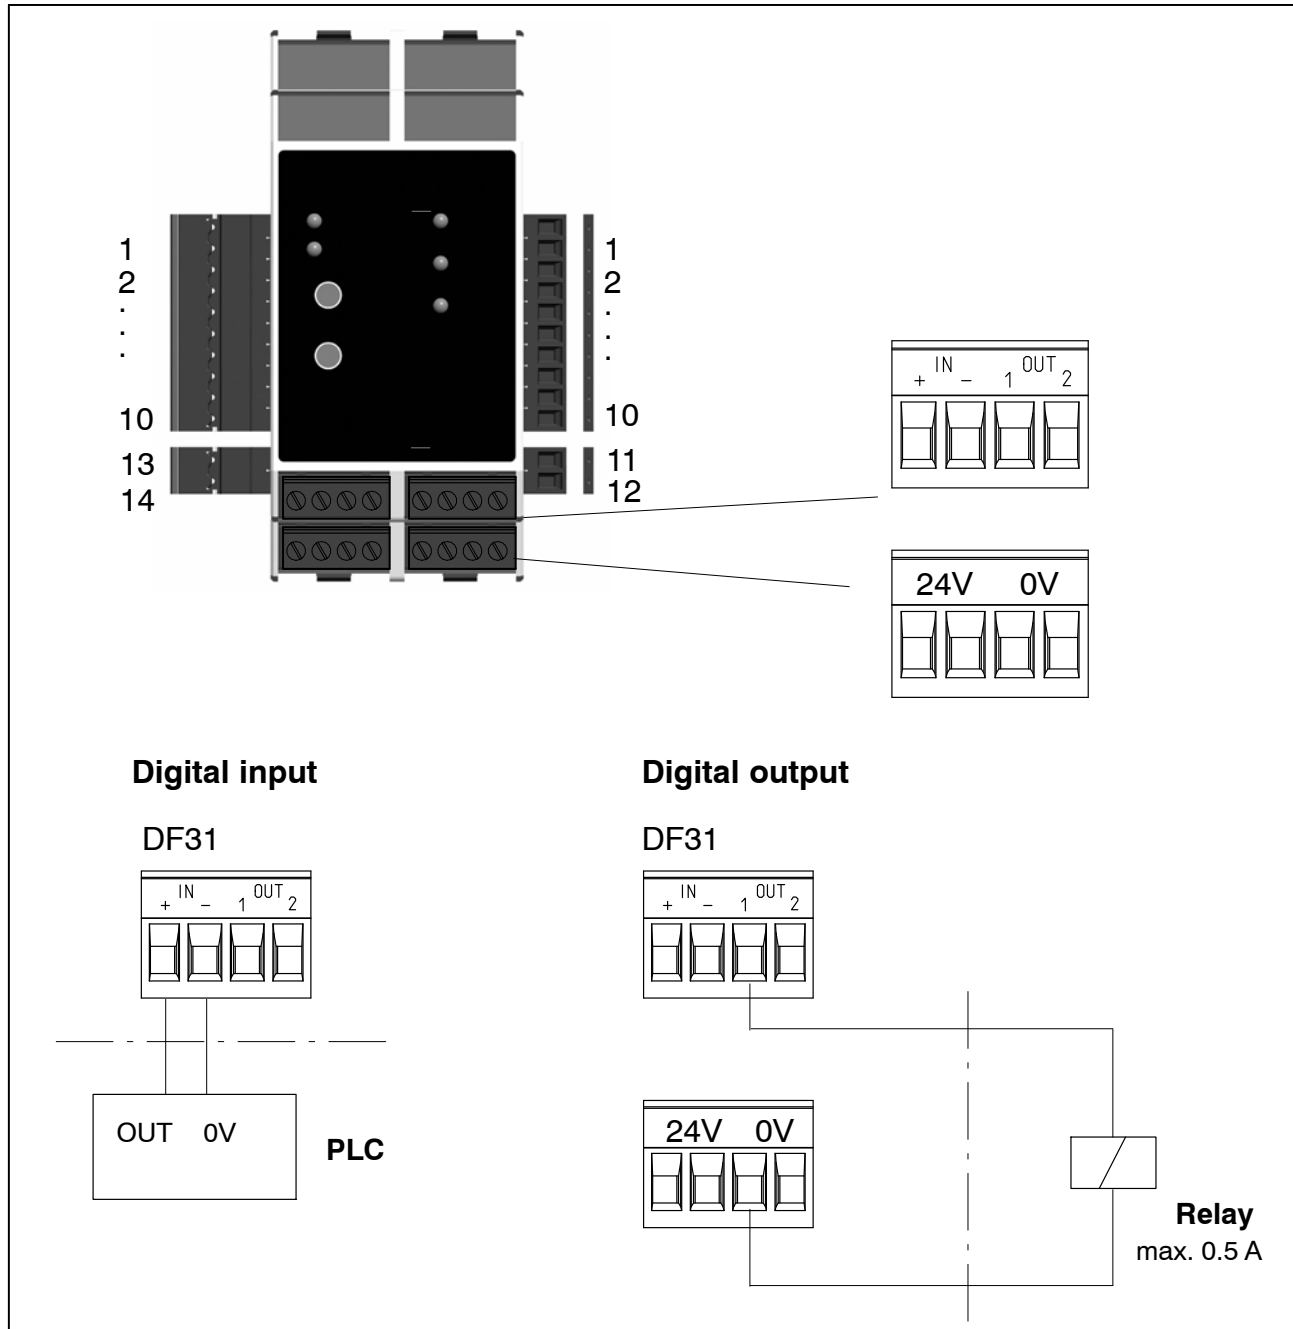 1
2
.
.
.
10
13
14
1
2
.
.
.
10
11
12
IN OUT
+ − 1 2
24V 0V
Digital input
DF31
IN OUT
+ − 1 2
OUT 0V
PLC
Digital output
DF31
IN OUT
+ − 1 2
24V 0V
Relay
max. 0.5 A